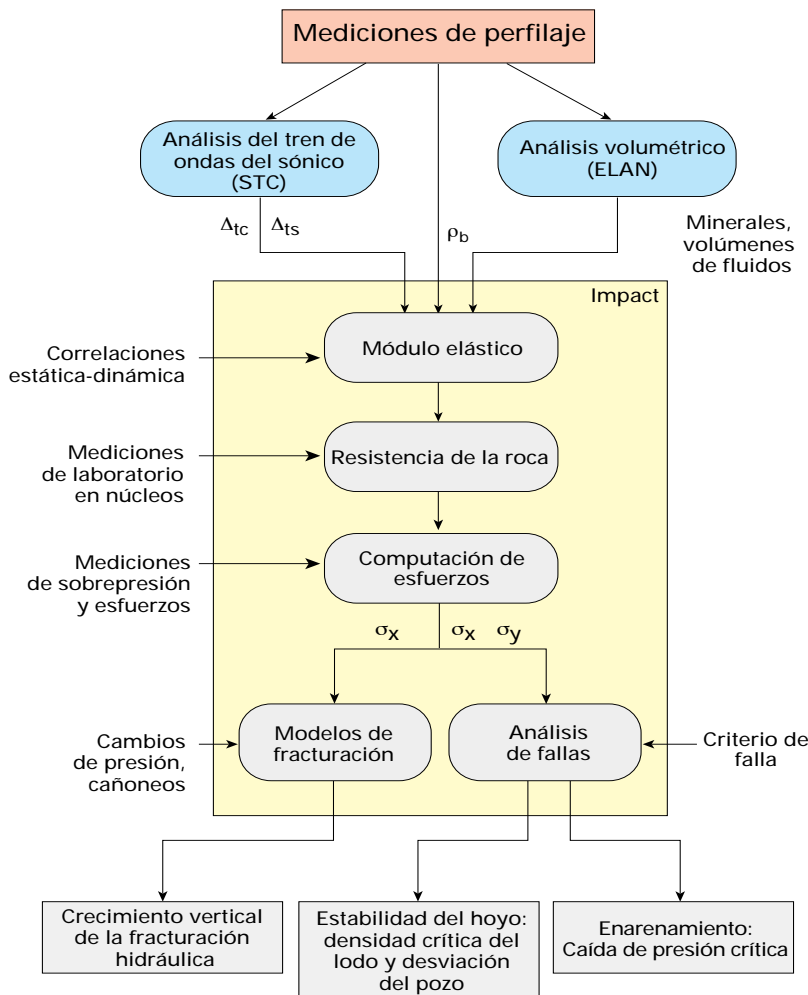 Mediciones de perfilaje
Análisis del tren de
ondas del sónico
(STC)
Análisis volumétrico
(ELAN)
Δtc Δts
ρb
Minerales,
volúmenes
de fluidos
Impact
Módulo elástico
Correlaciones
estática-dinámica
Resistencia de la roca
Mediciones
de laboratorio
en núcleos
Computación de
esfuerzos
Mediciones
de sobrepresión
y esfuerzos
σx σx σy
Modelos de
fracturación
Análisis
de fallas
Cambios
de presión,
cañoneos
Criterio de
falla
Crecimiento vertical
de la fracturación
hidráulica
Estabilidad del hoyo:
densidad crítica del
lodo y desviación
del pozo
Enarenamiento:
Caída de presión crítica